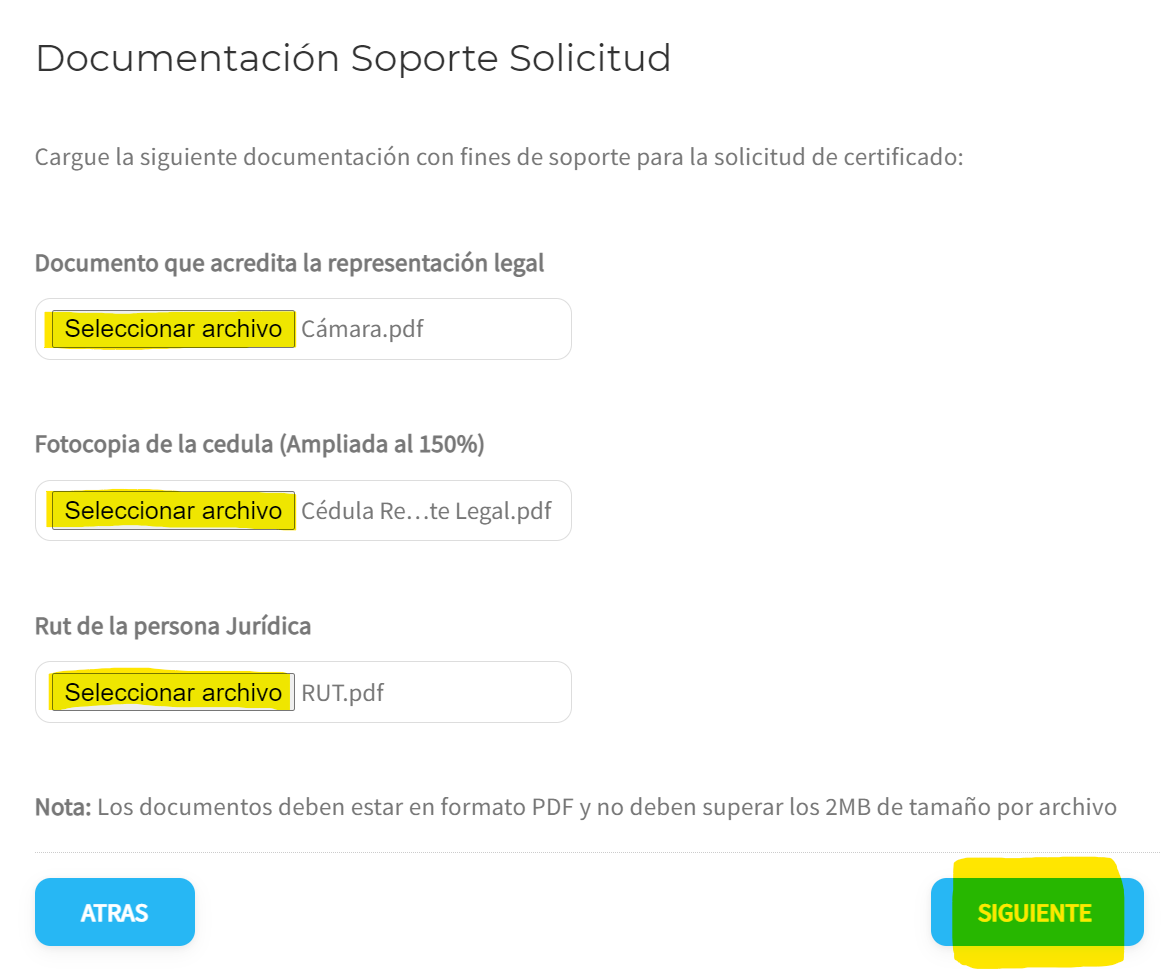 Documentación Soporte Solicitud
Cargue la siguiente documentación con fines de soporte para la solicitud de certificado:
Documento que acredita la representación legal
Seleccionar archivo Cámara.pdf
Fotocopia de la cedula (Ampliada al 150%)
Seleccionar archivo Cédula Re...te Legal.pdf
Rut de la persona Jurídica
Seleccionar archivo RUT.pdf
Nota: Los documentos deben estar en formato PDF y no deben superar los 2MB de tamaño por archivo
ATRAS SIGUIENTE